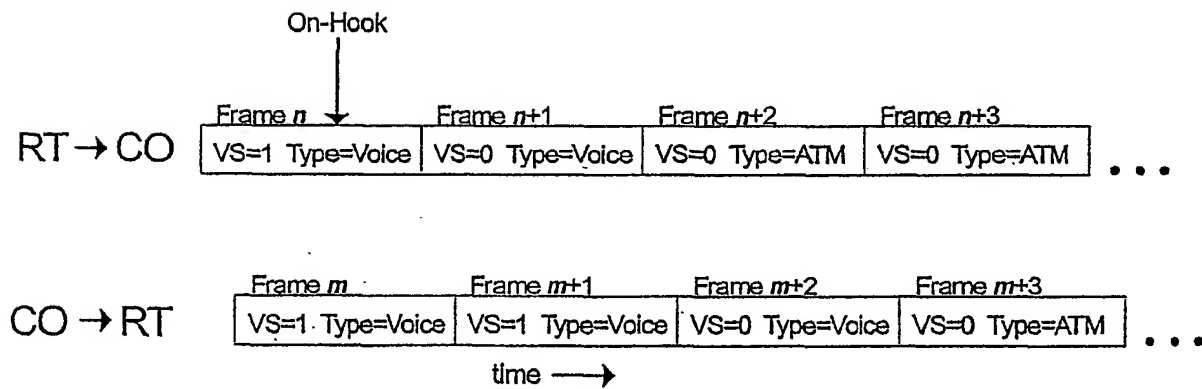 On-Hook
Frame n Frame n+1 Frame n+2 Frame n+3
RT → CO VS=1 Type=Voice VS=0 Type=Voice VS=0 Type=ATM VS=0 Type=ATM ...
Frame m Frame m+1 Frame m+2 Frame m+3
CO → RT VS=1 Type=Voice VS=1 Type=Voice VS=0 Type=Voice VS=0 Type=ATM ...
time →